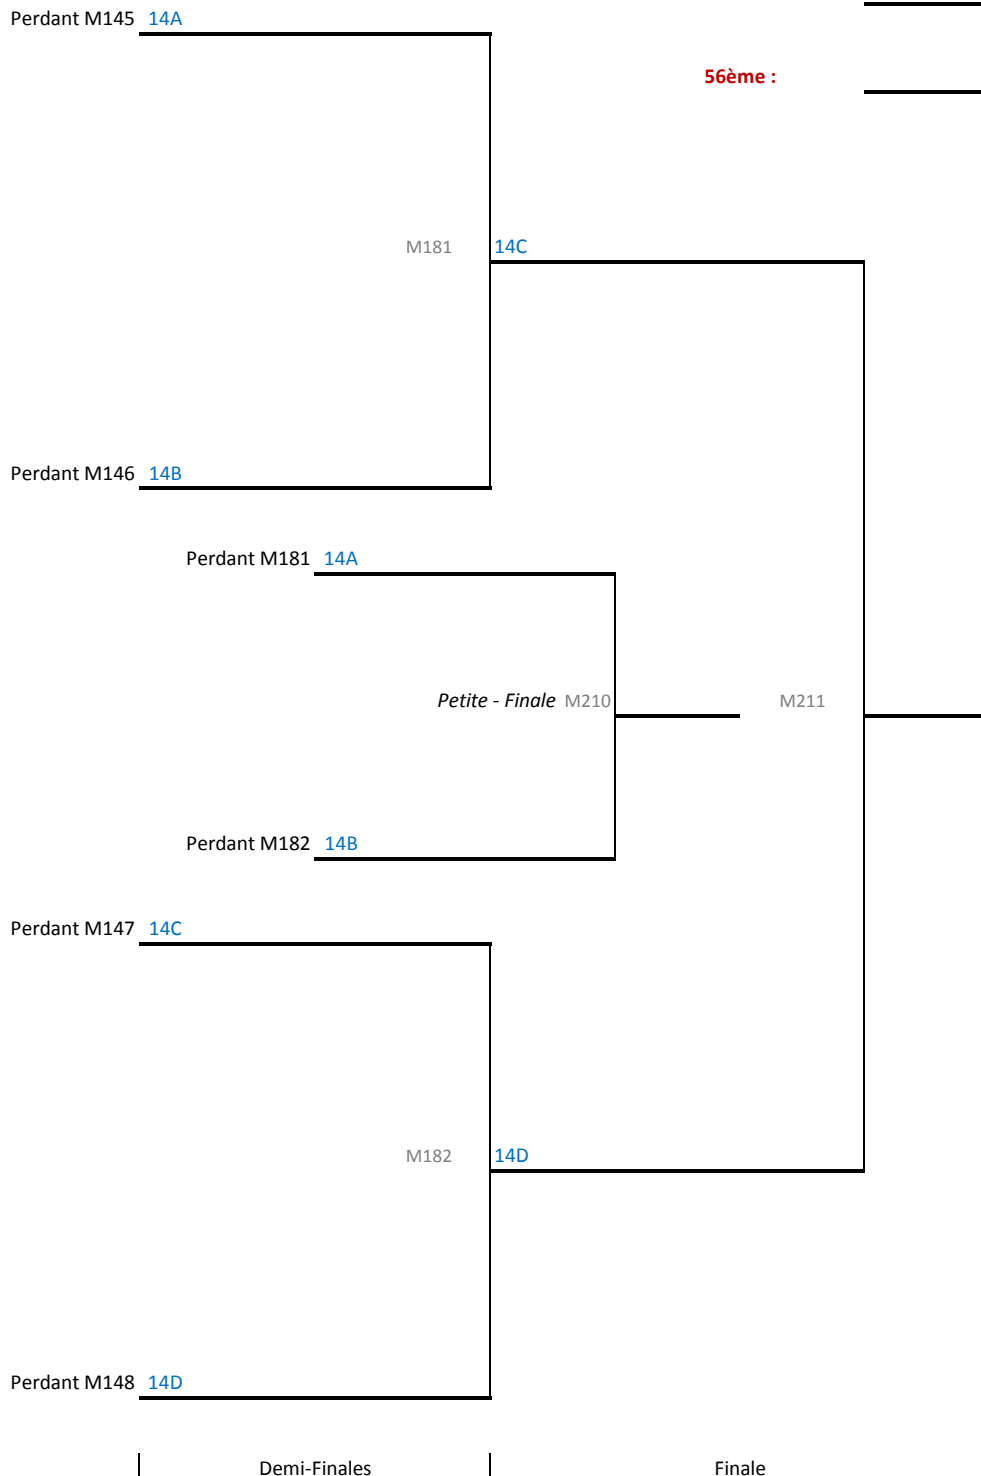 Perdant M145 14A
56ème :
M181 14C
Perdant M146 14B
Perdant M181 14A
Petite - Finale M210 M211
Perdant M182 14B
Perdant M147 14C
M182 14D
Perdant M148 14D
Demi-Finales Finale